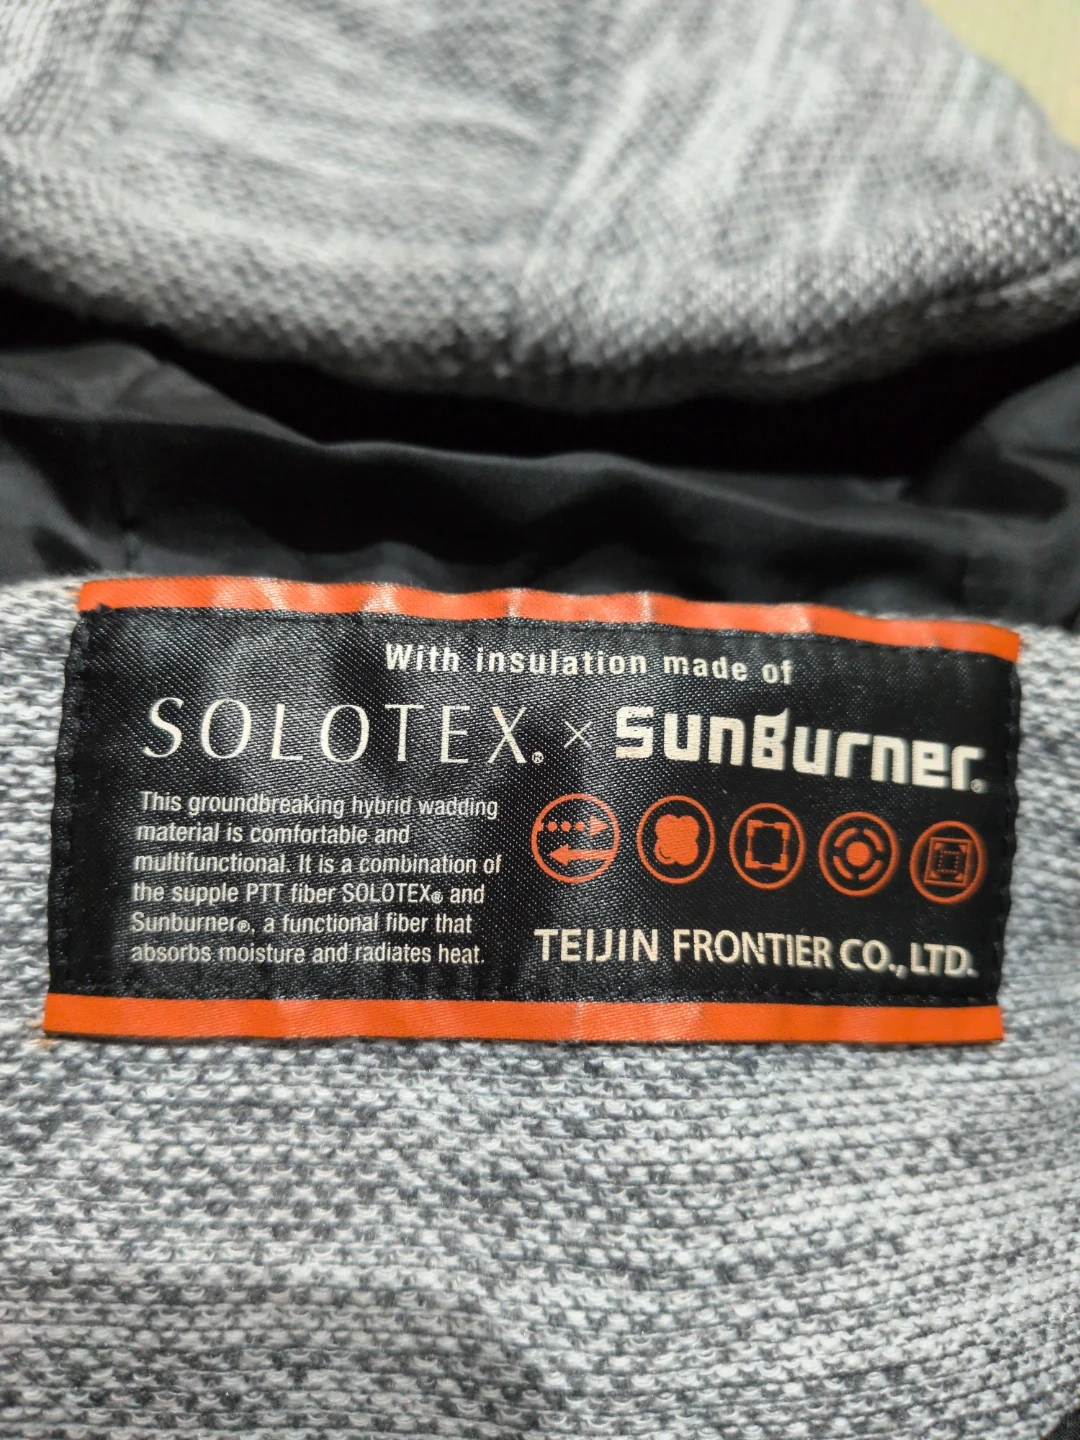 With insulation made of
SOLOTEX® × SunBurner®
This groundbreaking hybrid wadding
material is comfortable and
multifunctional. It is a combination of
the supple PTT fiber SOLOTEX® and
Sunburner®, a functional fiber that
absorbs moisture and radiates heat.
TEIJIN FRONTIER CO., LTD.